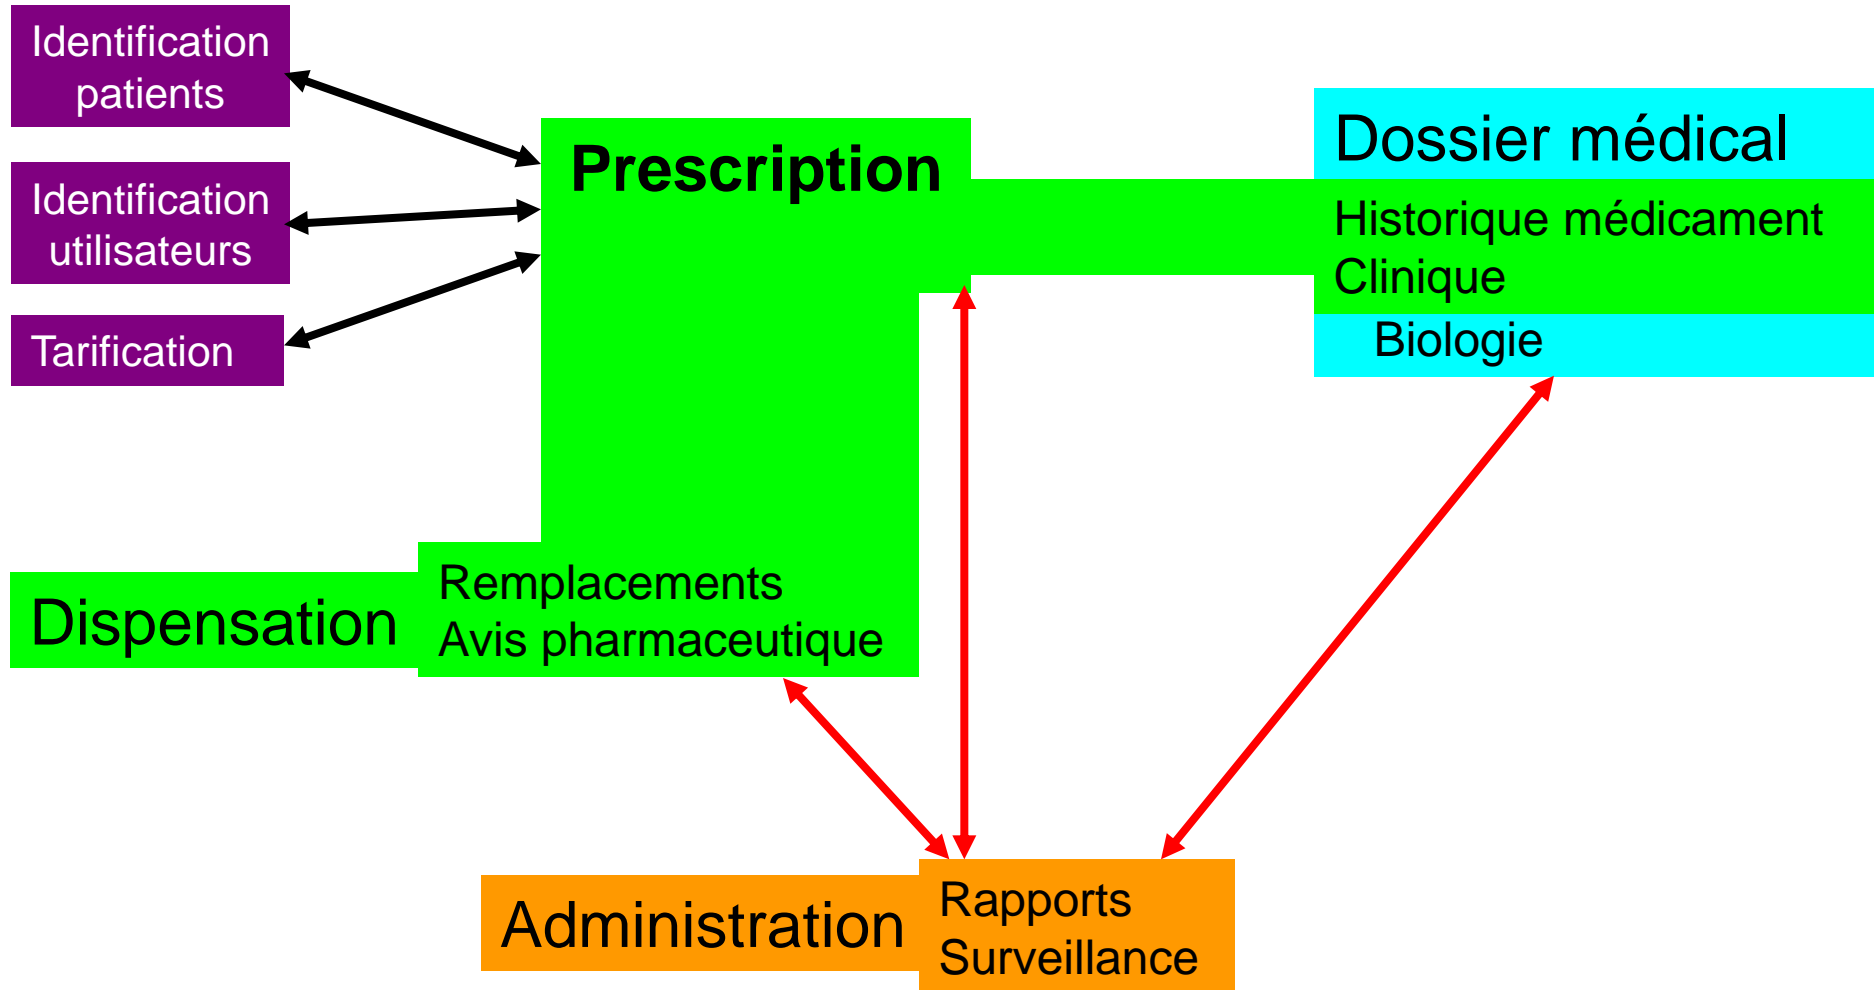 Identification
patients
Identification
utilisateurs
Tarification
Prescription
Dossier médical
Historique médicament
Clinique
Biologie
Dispensation
Remplacements
Avis pharmaceutique
Administration
Rapports
Surveillance